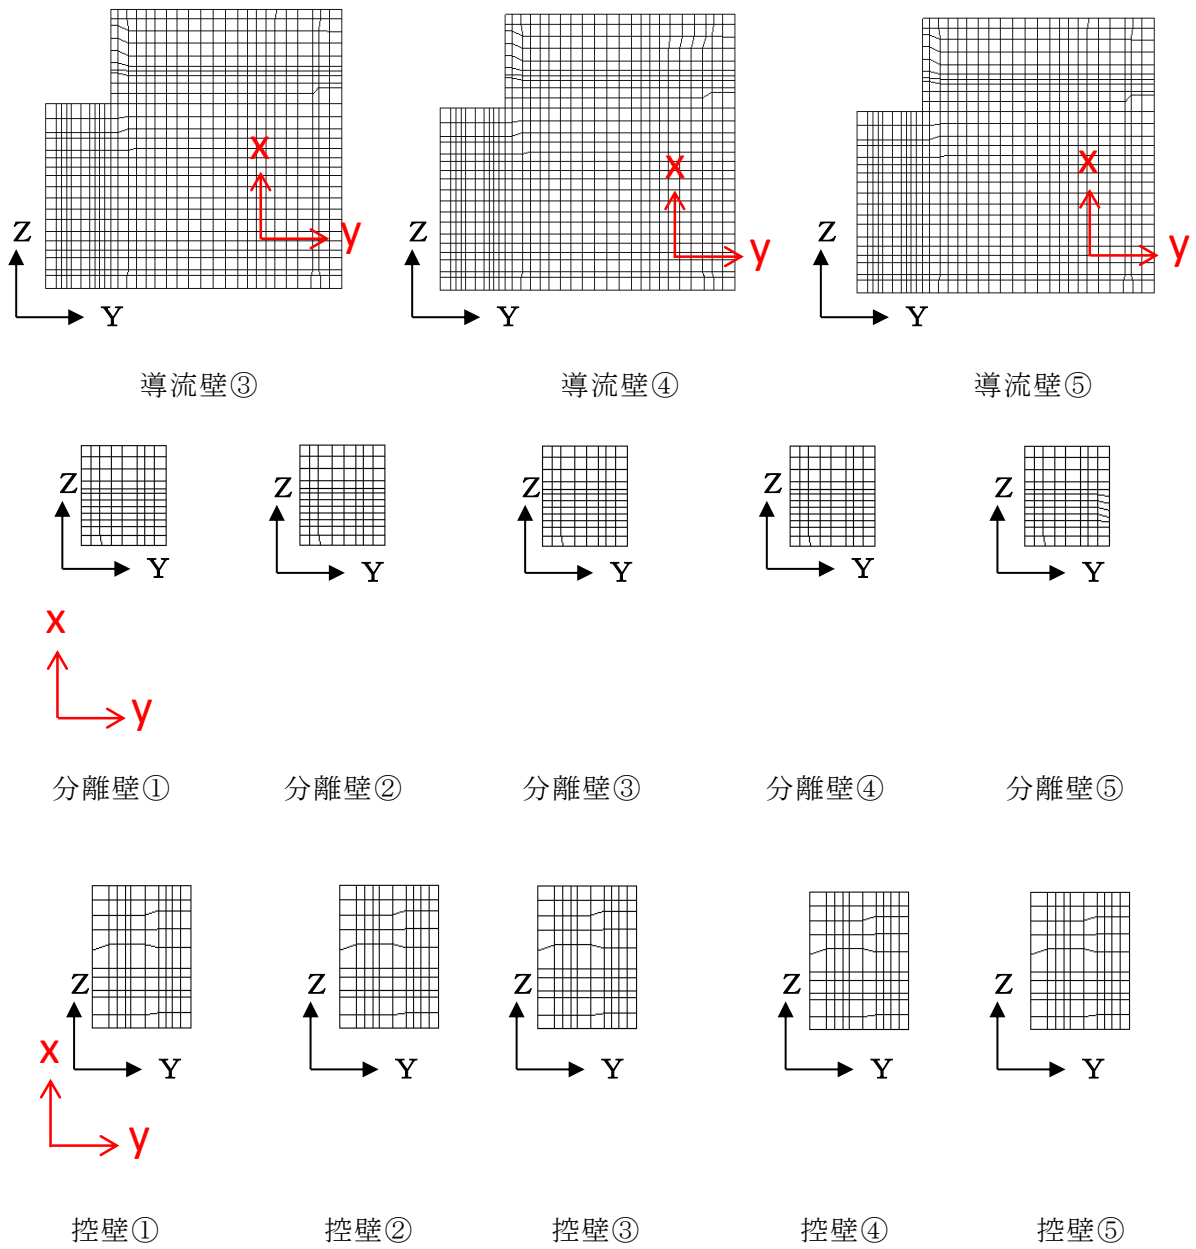 x x x
Z y Z y Z y
Y Y Y
導流壁③ 導流壁④ 導流壁⑤
Z Z Z Z Z
Y Y Y Y Y
x
y
分離壁① 分離壁② 分離壁③ 分離壁④ 分離壁⑤
Z Z Z Z Z
x Y Y Y Y Y
y
控壁① 控壁② 控壁③ 控壁④ 控壁⑤